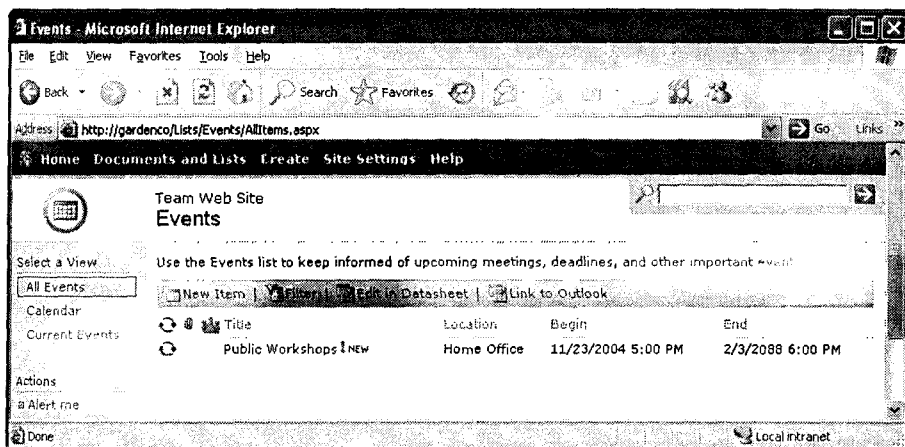 Events - Microsoft Internet Explorer
File Edit View Favorites Tools Help
Back Search Favorites
Address http://gardenco/Lists/Events/AllItems.aspx Go Links »
Home Documents and Lists Create Site Settings Help
Team Web Site
Events
Select a View
All Events
Calendar
Current Events
Actions
Alert me
Use the Events list to keep informed of upcoming meetings, deadlines, and other important
New Item | Filter | Edit in Datasheet | Link to Outlook
Title Location Begin End
Public Workshops ! NEW Home Office 11/23/2004 5:00 PM 2/3/2088 6:00 PM
Done Local intranet